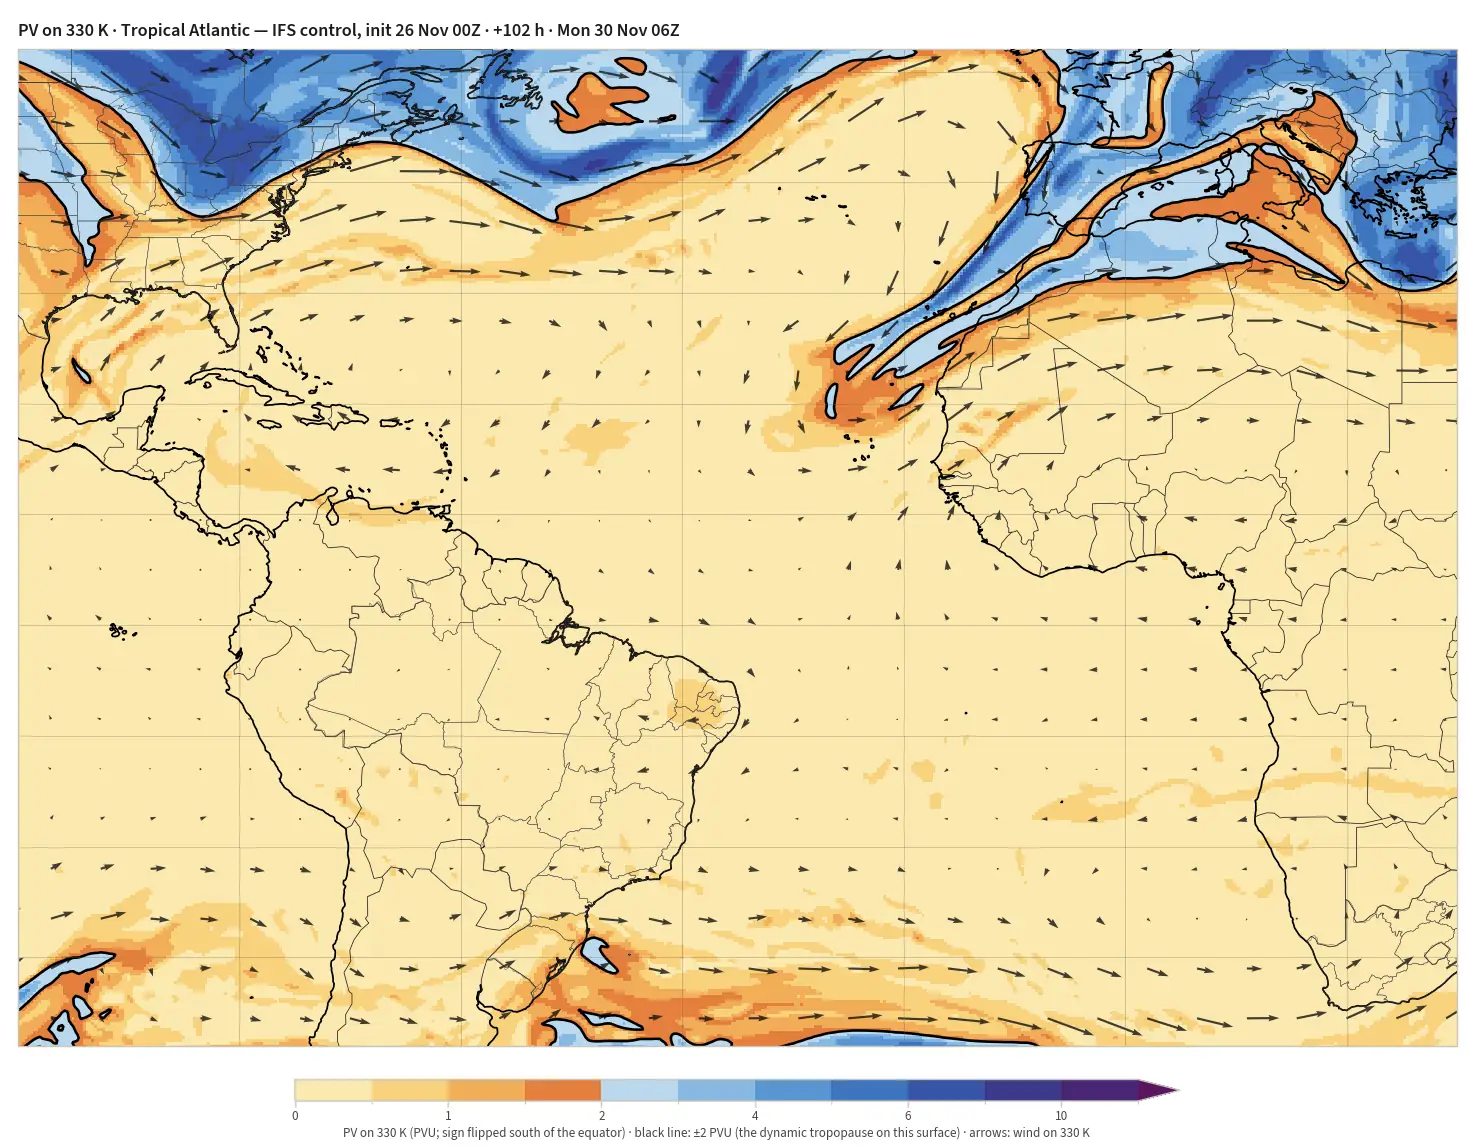 PV on 330 K · Tropical Atlantic — IFS control, init 26 Nov 00Z · +102 h · Mon 30 Nov 06Z
0 1 2 4 6 10
PV on 330 K (PVU; sign flipped south of the equator) · black line: ±2 PVU (the dynamic tropopause on this surface) · arrows: wind on 330 K